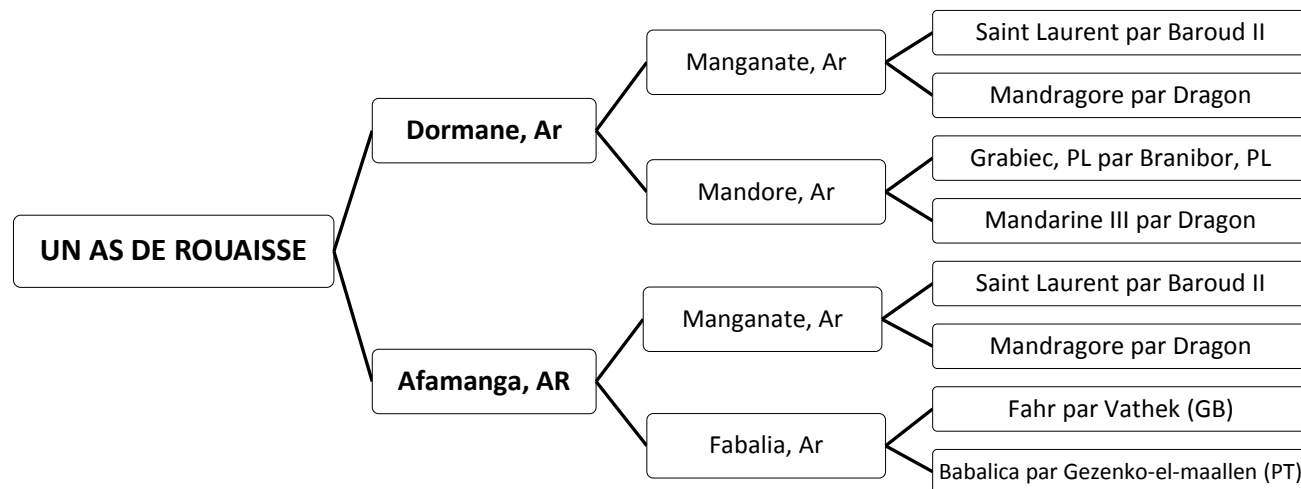 UN AS DE ROUAISSE
Dormane, Ar
Manganate, Ar
Saint Laurent par Baroud II
Mandragore par Dragon
Mandore, Ar
Grabiec, PL par Branibor, PL
Mandarine III par Dragon
Afamanga, AR
Manganate, Ar
Saint Laurent par Baroud II
Mandragore par Dragon
Fabalia, Ar
Fahr par Vathek (GB)
Babalica par Gezenko-el-maallen (PT)